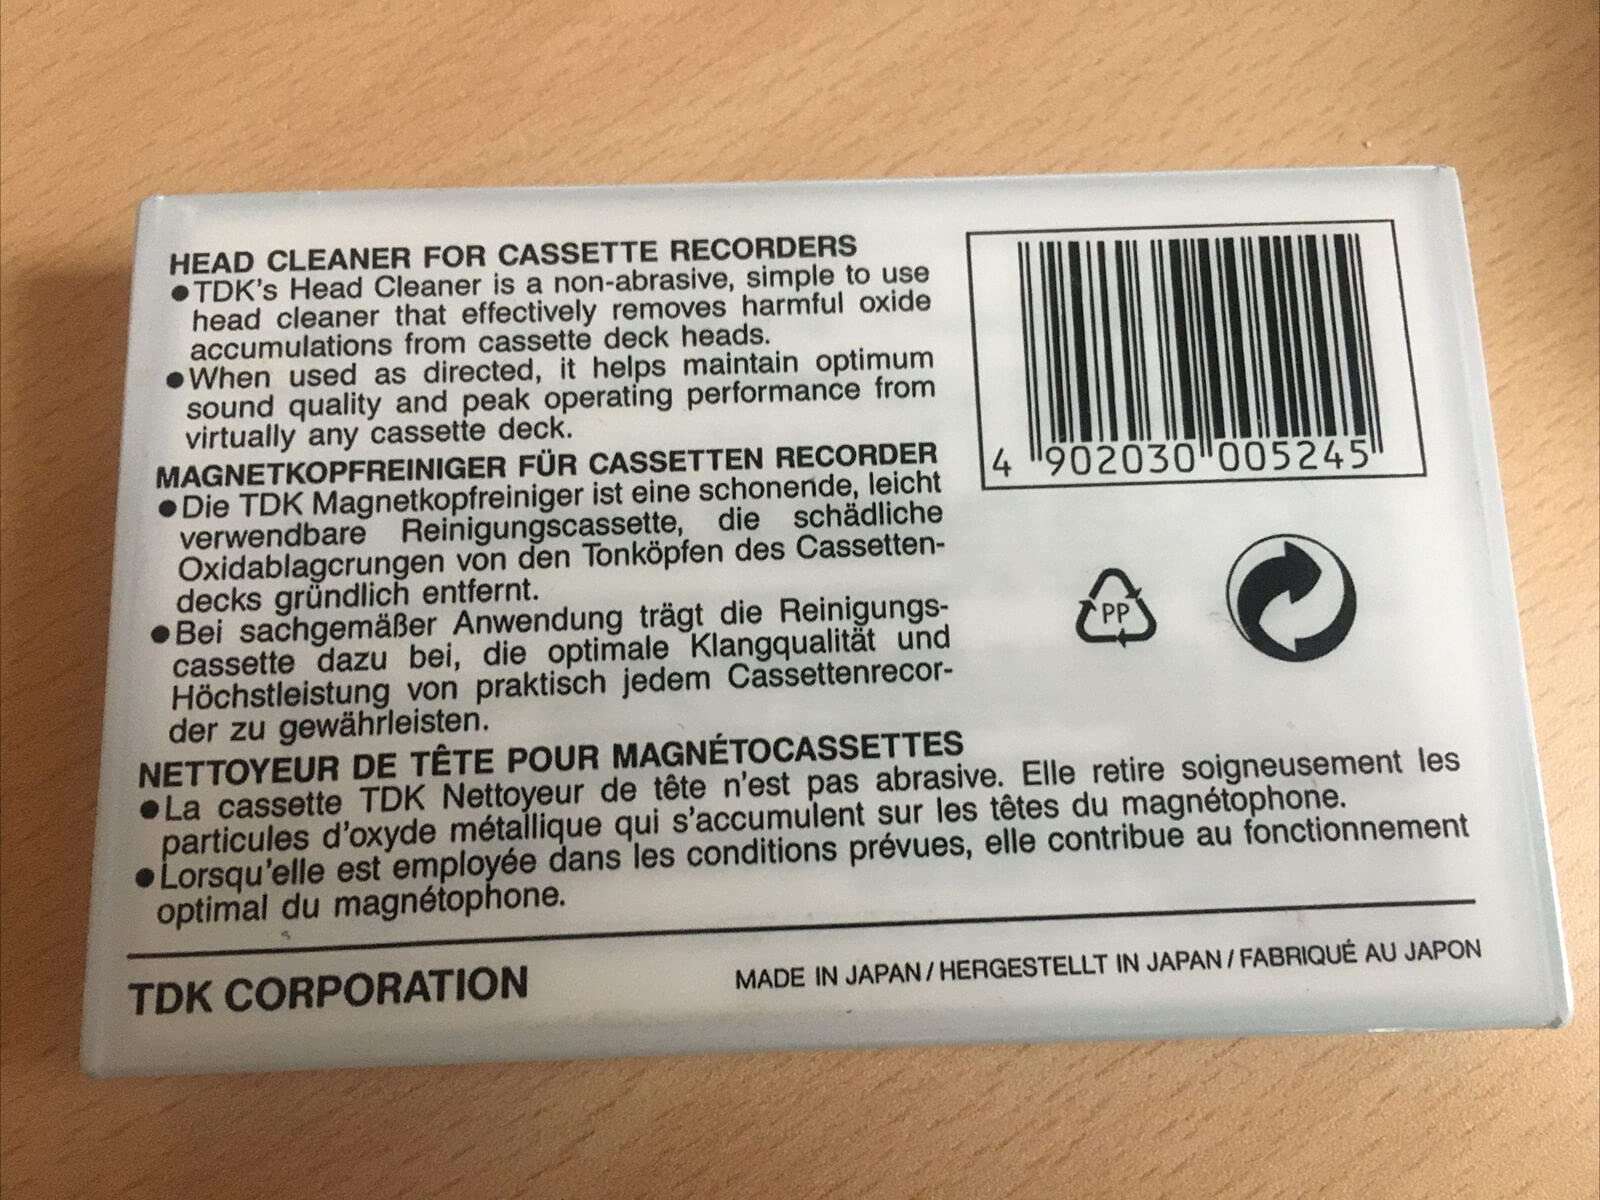 HEAD CLEANER FOR CASSETTE RECORDERS
●TDK's Head Cleaner is a non-abrasive, simple to use
head cleaner that effectively removes harmful oxide
accumulations from cassette deck heads.
●When used as directed, it helps maintain optimum
sound quality and peak operating performance from
virtually any cassette deck.
MAGNETKOPFREINIGER FÜR CASSETTEN RECORDER
●Die TDK Magnetkopfreiniger ist eine schonende, leicht
verwendbare Reinigungscassette, die schädliche
Oxidablagcrungen von den Tonköpfen des Cassetten-
decks gründlich entfernt.
●Bei sachgemäßer Anwendung trägt die Reinigungs-
cassette dazu bei, die optimale Klangqualität und
Höchstleistung von praktisch jedem Cassettenrecor-
der zu gewährleisten.
NETTOYEUR DE TÊTE POUR MAGNÉTOCASSETTES
●La cassette TDK Nettoyeur de tête n'est pas abrasive. Elle retire soigneusement les
particules d'oxyde métallique qui s'accumulent sur les têtes du magnétophone.
●Lorsqu'elle est employée dans les conditions prévues, elle contribue au fonctionnement
optimal du magnétophone.
4 902030 005245
PP
TDK CORPORATION
MADE IN JAPAN / HERGESTELLT IN JAPAN / FABRIQUÉ AU JAPON